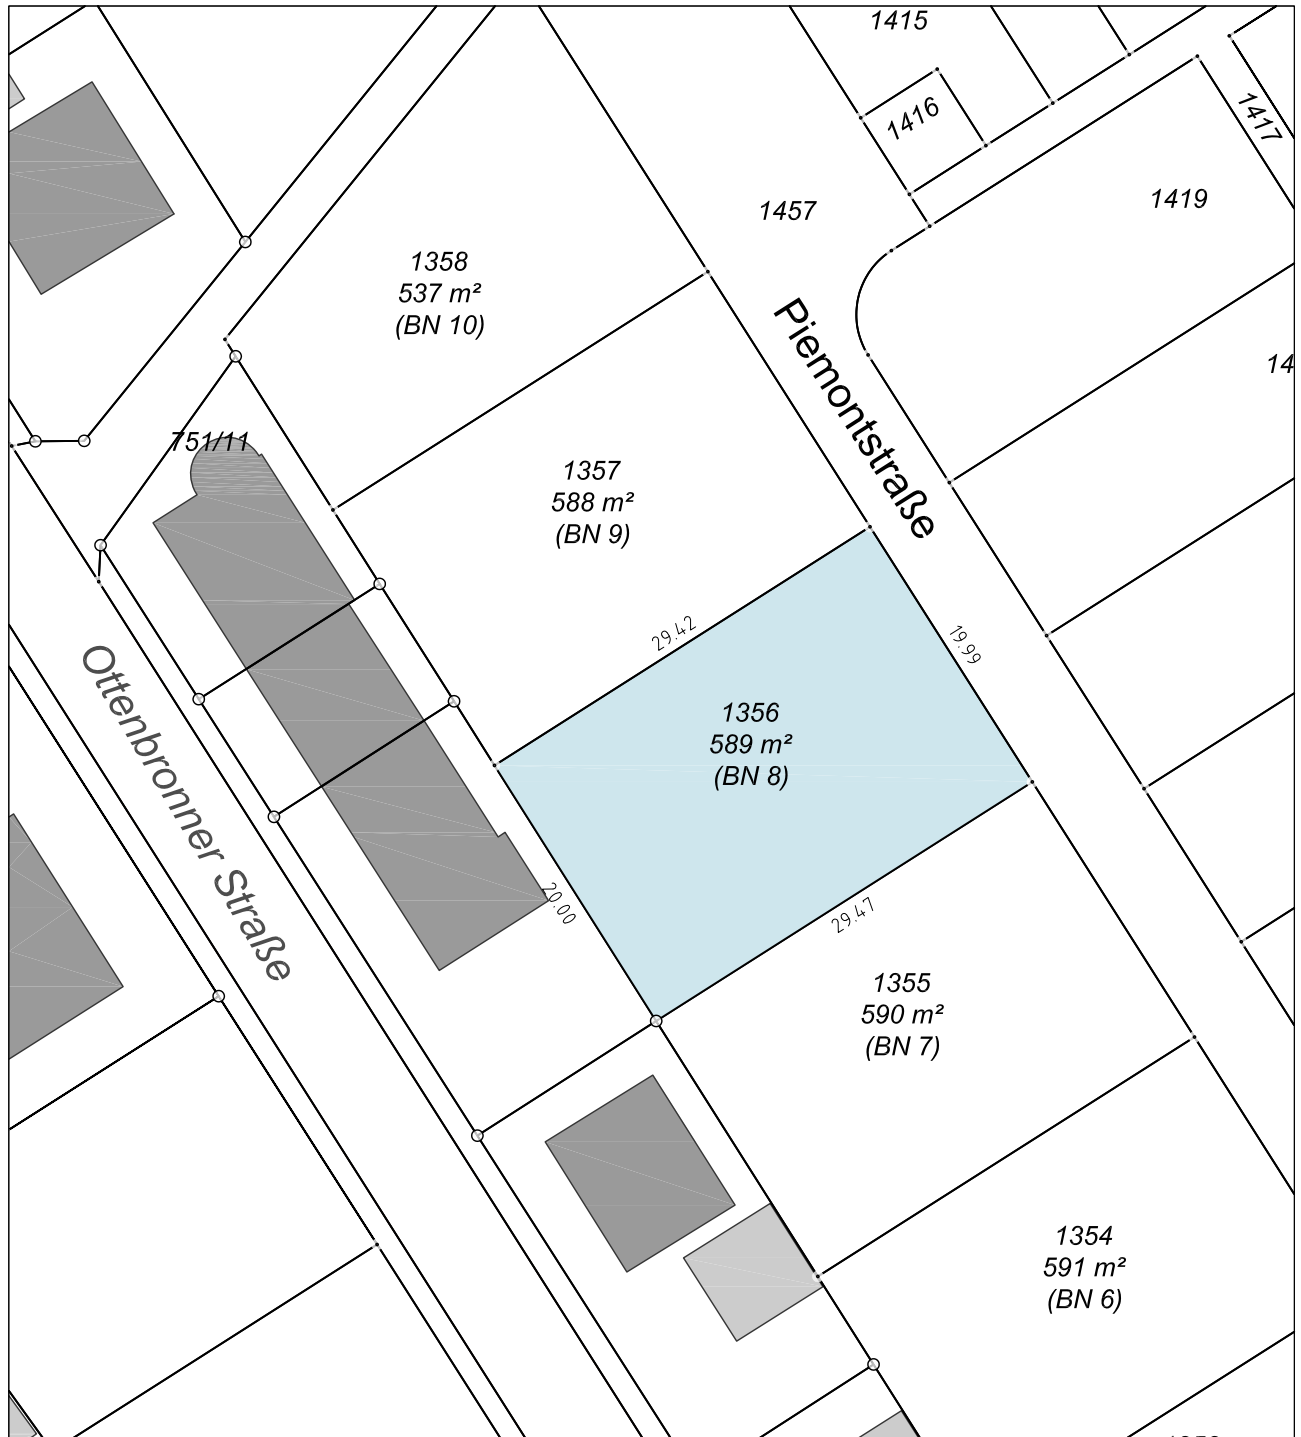 1415
1416
1417
1457
1419
1358
537 m²
(BN 10)
Piemontstraße
14
751/11
1357
588 m²
(BN 9)
29.42
19.99
Ottenbronner Straße
1356
589 m²
(BN 8)
20.00
29.47
1355
590 m²
(BN 7)
1354
591 m²
(BN 6)